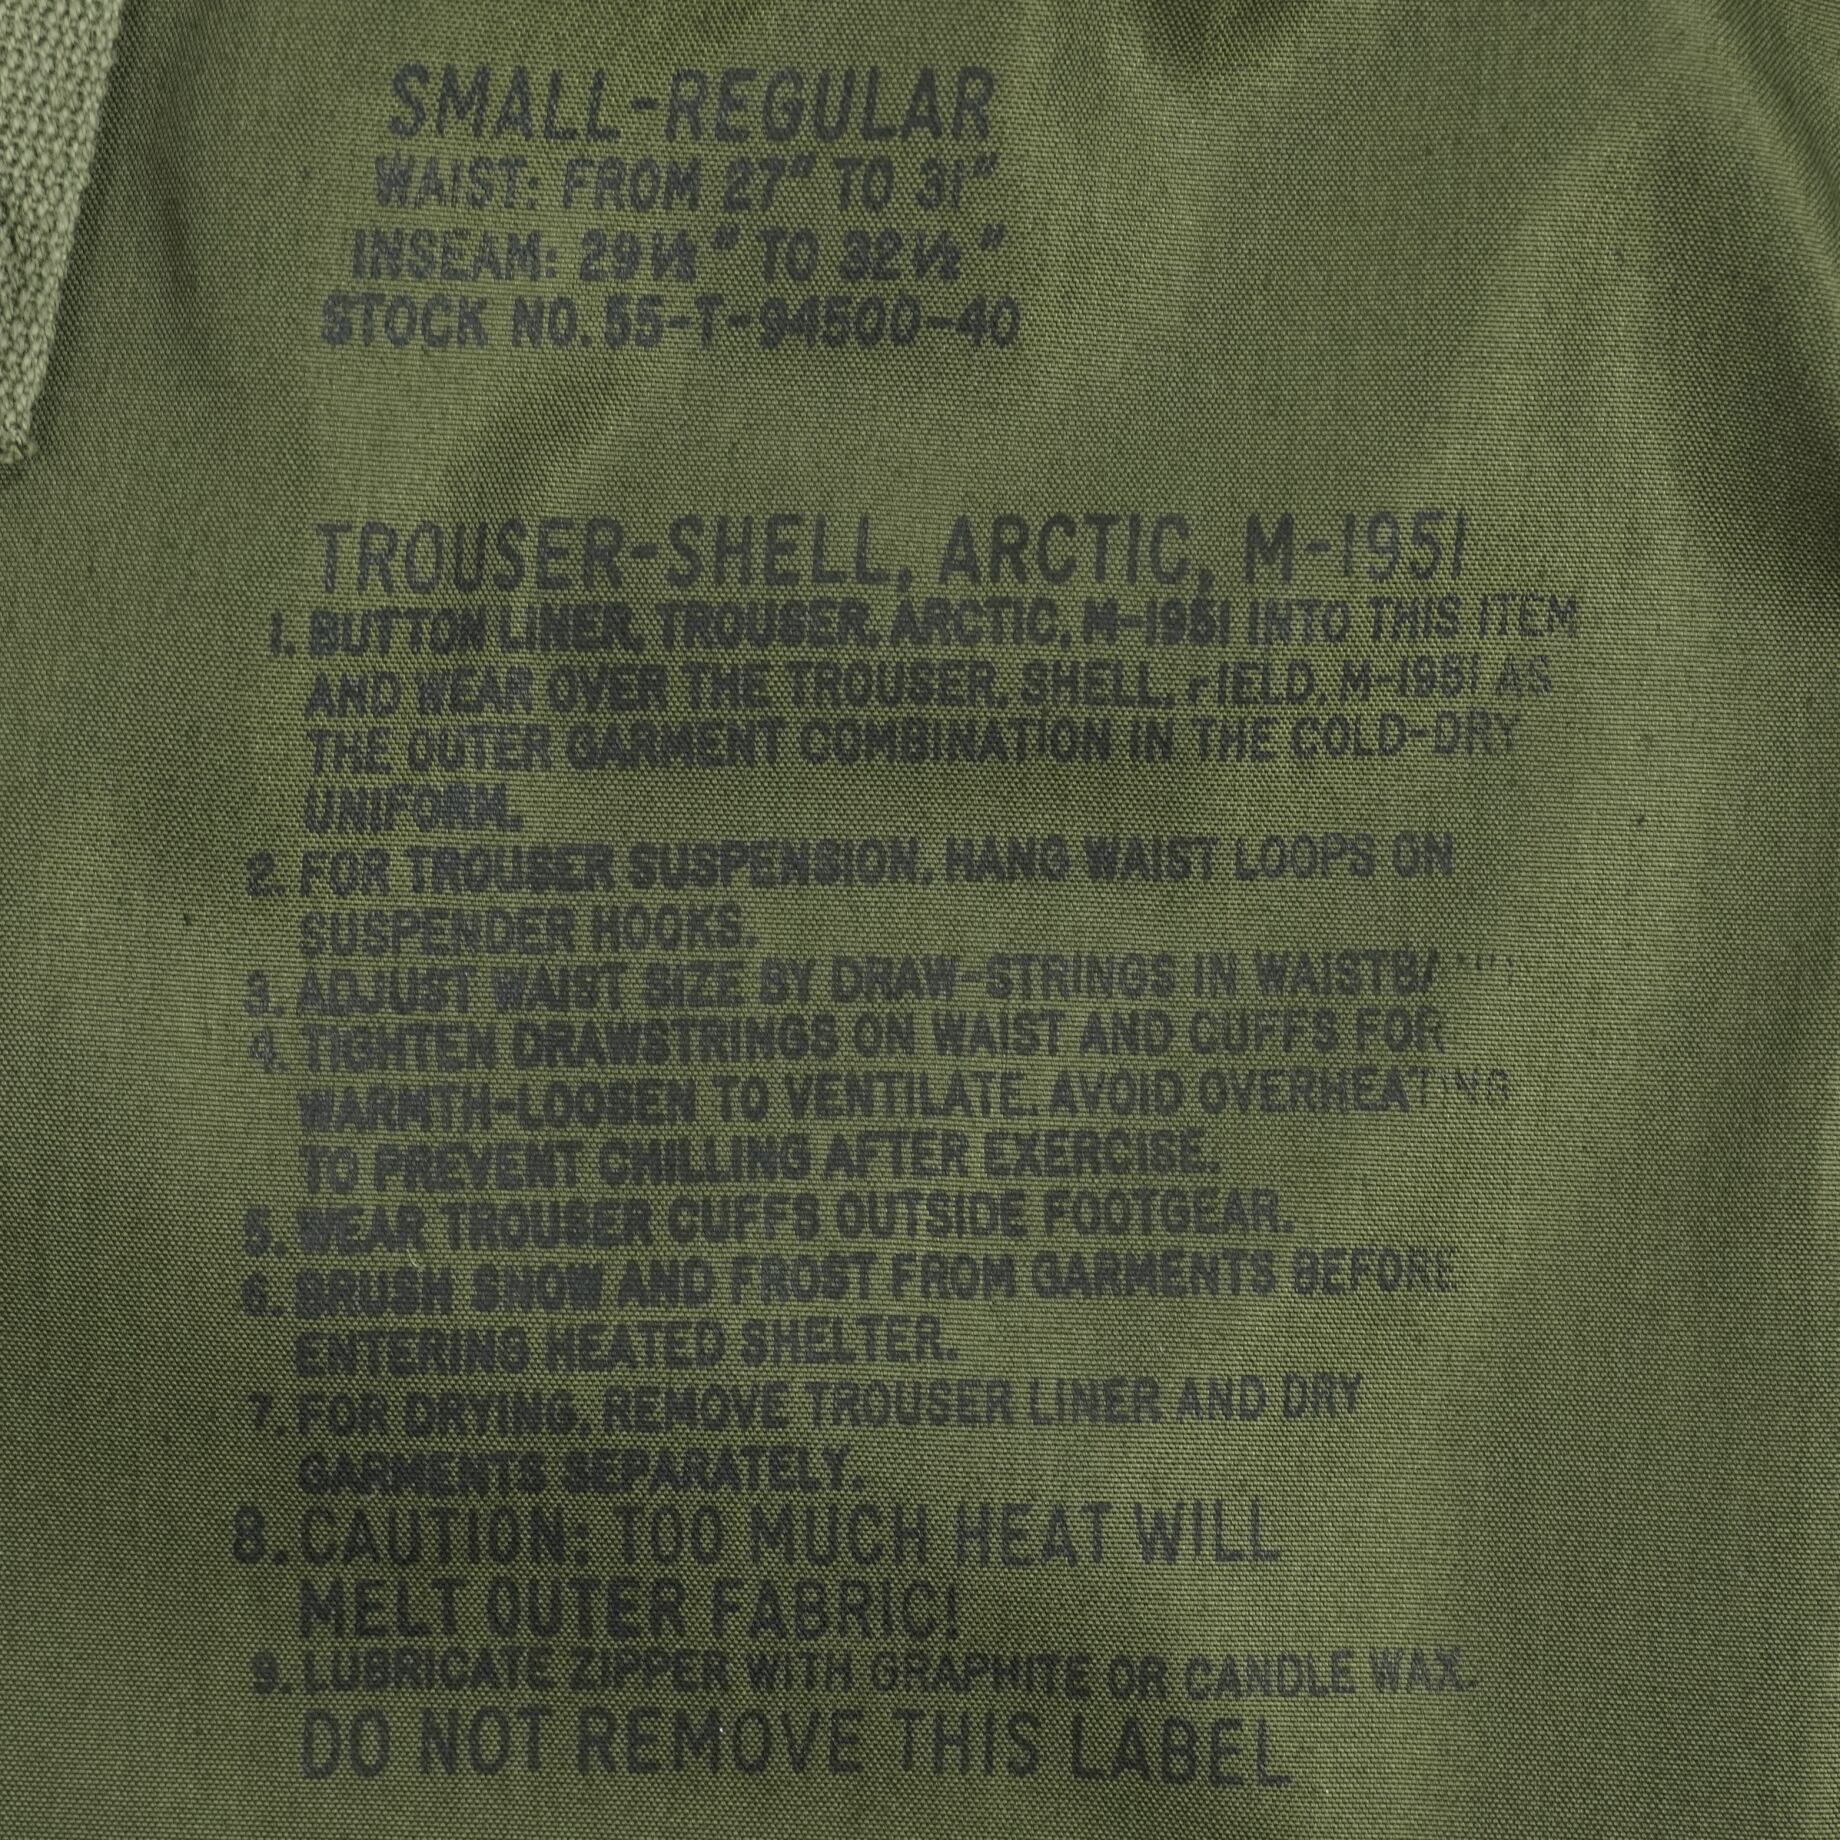 SMALL-REGULAR
WAIST: FROM 27" TO 31"
INSEAM: 29½" TO 32½"
STOCK NO. 55-T-94500-40
TROUSER-SHELL, ARCTIC, M-1951
1. BUTTON LINER, TROUSER, ARCTIC, M-1951 INTO THIS ITEM
AND WEAR OVER THE TROUSER, SHELL, FIELD, M-1951 AS
THE OUTER GARMENT COMBINATION IN THE COLD-DRY
UNIFORM.
2. FOR TROUSER SUSPENSION, HANG WAIST LOOPS ON
SUSPENDER HOOKS.
3. ADJUST WAIST SIZE BY DRAW-STRINGS IN
4. TIGHTEN DRAWSTRINGS ON WAIST AND CUFFS FOR
WARMTH-LOOSEN TO VENTILATE. AVOID OVERHEATING
TO PREVENT CHILLING AFTER EXERCISE.
5. WEAR TROUSER CUFFS OUTSIDE FOOTGEAR.
6. BRUSH SNOW AND FROST FROM GARMENTS BEFORE
ENTERING HEATED SHELTER.
7. FOR DRYING, REMOVE TROUSER LINER AND DRY
GARMENTS SEPARATELY.
8. CAUTION: TOO MUCH HEAT WILL
MELT OUTER FABRIC!
9. LUBRICATE ZIPPER WITH GRAPHITE OR CANDLE WAX.
DO NOT REMOVE THIS LABEL